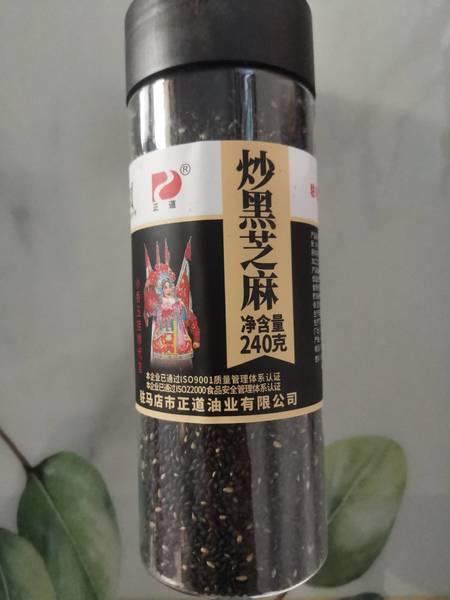 正道
®
炒黑芝麻
净含量
240克
本企业已通过ISO9001质量管理体系认证
本企业已通过ISO22000食品安全管理体系认证
驻马店市正道油业有限公司